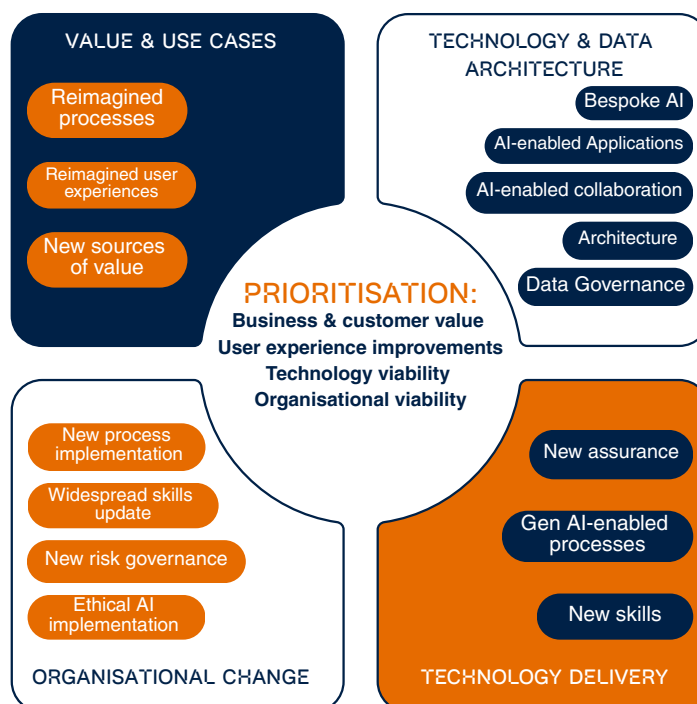 VALUE & USE CASES
Reimagined
processes
Reimagined user
experiences
New sources
of value
TECHNOLOGY & DATA
ARCHITECTURE
Bespoke AI
AI-enabled Applications
AI-enabled collaboration
Architecture
Data Governance
PRIORITISATION:
Business & customer value
User experience improvements
Technology viability
Organisational viability
New process
implementation
Widespread skills
update
New risk governance
Ethical AI
implementation
ORGANISATIONAL CHANGE
New assurance
Gen AI-enabled
processes
New skills
TECHNOLOGY DELIVERY